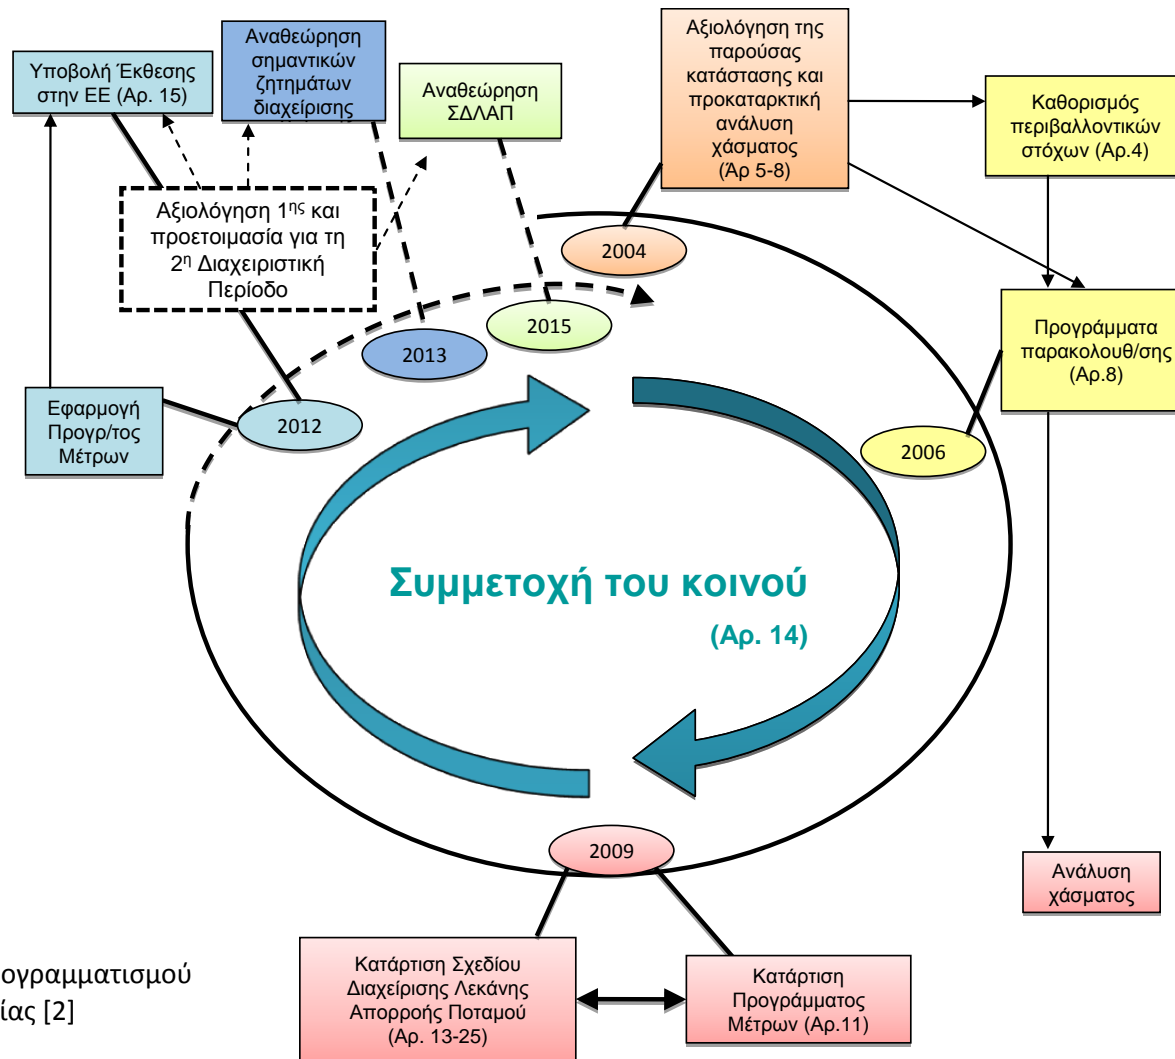 Υποβολή Έκθεσης
στην ΕΕ (Αρ. 15)
Αναθεώρηση
σημαντικών
ζητημάτων
διαχείρισης
Αναθεώρηση
ΣΔΛΑΠ
Αξιολόγηση της
παρούσας
κατάστασης και
προκαταρκτική
ανάλυση
χάσματος
(Άρ 5-8)
Καθορισμός
περιβαλλοντικών
στόχων (Αρ.4)
Αξιολόγηση 1ης και
προετοιμασία για τη
2η Διαχειριστική
Περίοδο
2004
2015
2013
Προγράμματα
παρακολουθ/σης
(Αρ.8)
Εφαρμογή
Προγρ/τος
Μέτρων
2012
2006
Συμμετοχή του κοινού
(Αρ. 14)
2009
Ανάλυση
χάσματος
Κατάρτιση Σχεδίου
Διαχείρισης Λεκάνης
Απορροής Ποταμού
(Αρ. 13-25)
Κατάρτιση
Προγράμματος
Μέτρων (Αρ.11)
ογραμματισμού
ίας [2]